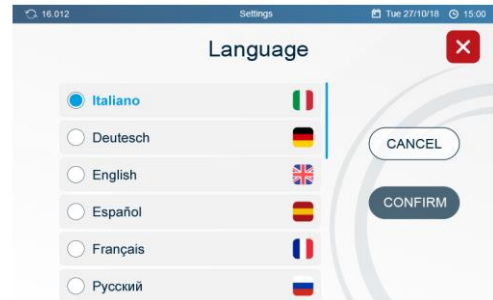 16.012 Settings Tue 27/10/18 15:00
Language
Italiano
Deutesch
English
Español
Français
Русский
CANCEL
CONFIRM